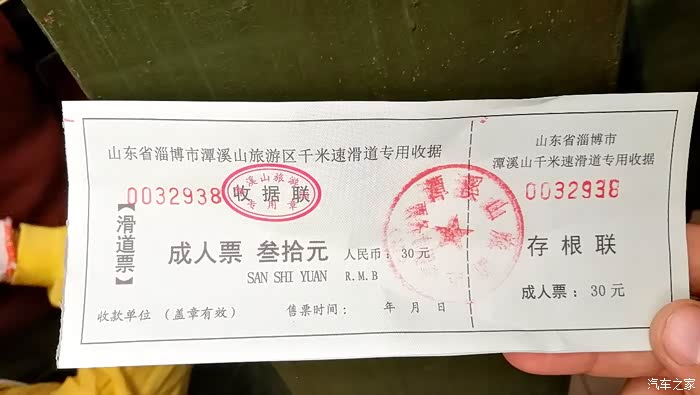 山东省淄博市潭溪山旅游区千米速滑道专用收据
0032938
收据联
【滑道票】
成人票 叁拾元 人民币：30元
SAN SHI YUAN R.M.B
收款单位（盖章有效） 售票时间： 年 月 日
潭溪山旅
山东省淄博市
潭溪山千米速滑道专用收据
0032938
存根联
成人票：30元
汽车之家